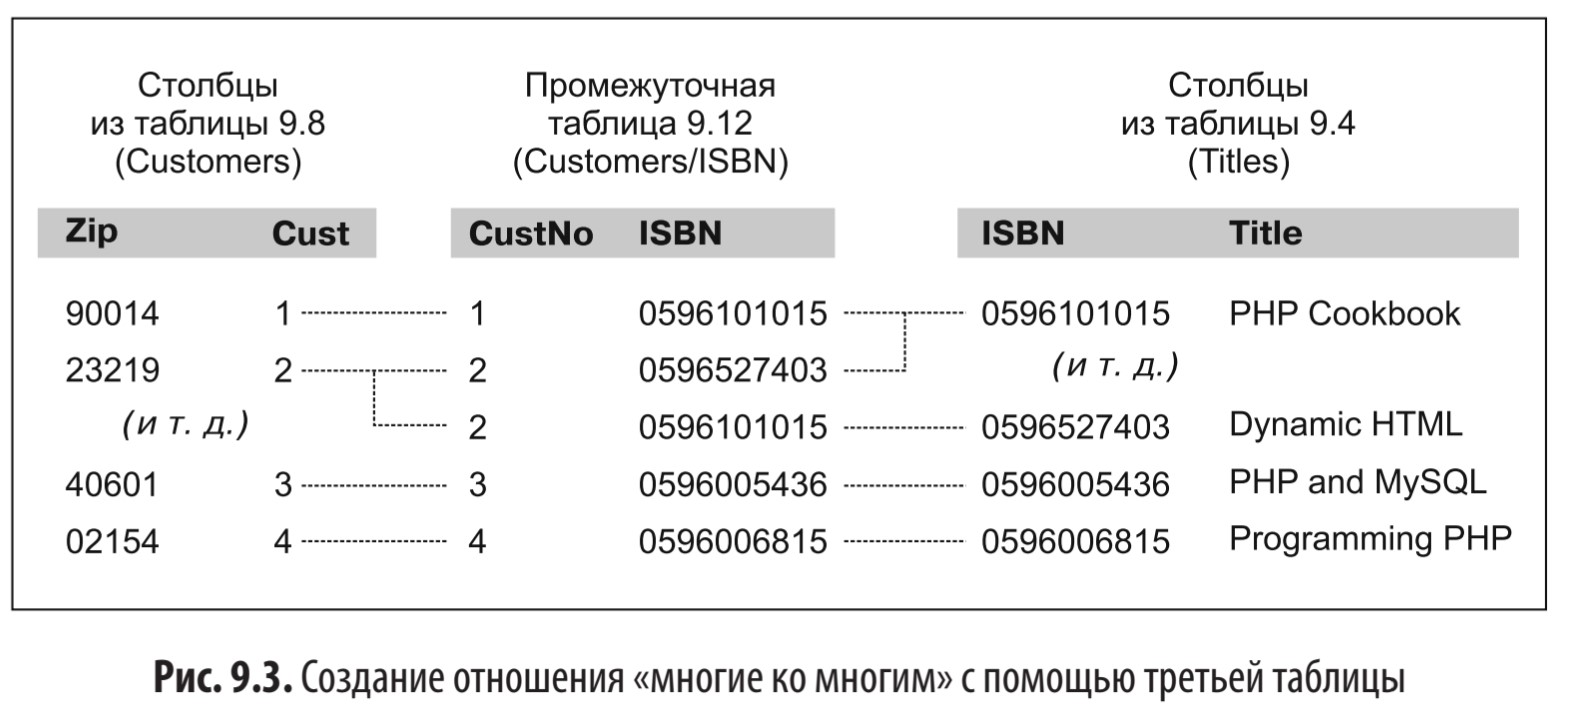 Столбцы
из таблицы 9.8
(Customers)
Промежуточная
таблица 9.12
(Customers/ISBN)
Столбцы
из таблицы 9.4
(Titles)
Zip Cust CustNo ISBN ISBN Title
90014 1 1 0596101015 0596101015 PHP Cookbook
23219 2 2 0596527403 (и т. д.)
(и т. д.) 2 0596101015 0596527403 Dynamic HTML
40601 3 3 0596005436 0596005436 PHP and MySQL
02154 4 4 0596006815 0596006815 Programming PHP
Рис. 9.3. Создание отношения «многие ко многим» с помощью третьей таблицы